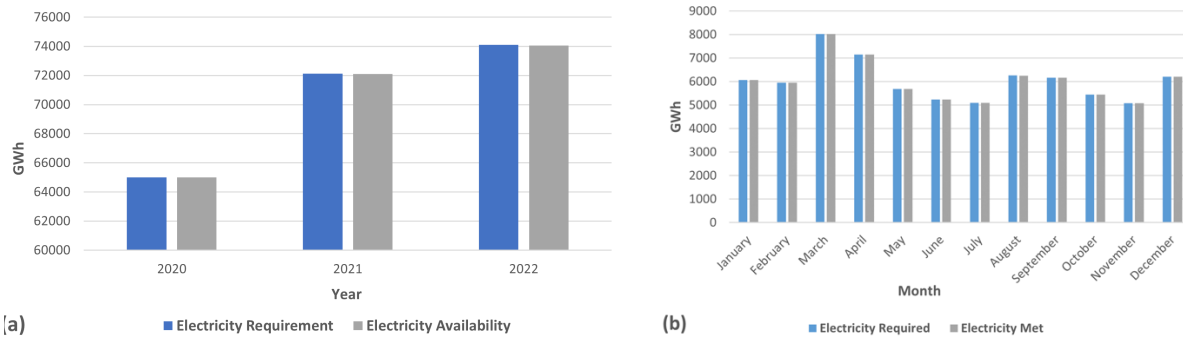 76000
74000
72000
70000
68000
66000
64000
62000
60000
GWh
2020 2021 2022
Year
Electricity Requirement Electricity Availability
(a)
9000
8000
7000
6000
5000
4000
3000
2000
1000
0
GWh
January February March April May June July August September October November December
Month
Electricity Required Electricity Met
(b)